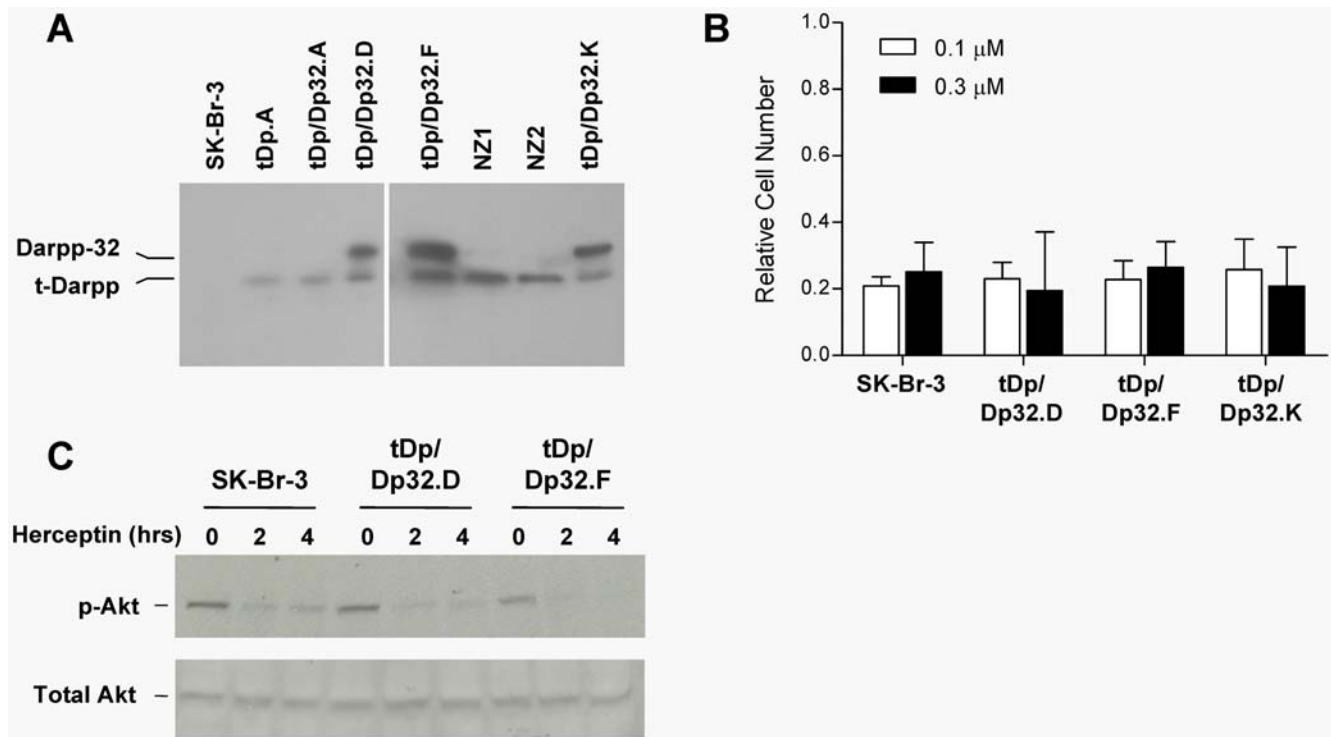 A
SK-Br-3
tDp.A
tDp/Dp32.A
tDp/Dp32.D
tDp/Dp32.F
NZ1
NZ2
tDp/Dp32.K
Darpp-32
t-Darpp
B
Relative Cell Number
1.0
0.8
0.6
0.4
0.2
0.0
0.1 μM
0.3 μM
SK-Br-3
tDp/
Dp32.D
tDp/
Dp32.F
tDp/
Dp32.K
C
SK-Br-3
tDp/
Dp32.D
tDp/
Dp32.F
Herceptin (hrs) 0 2 4 0 2 4 0 2 4
p-Akt
Total Akt